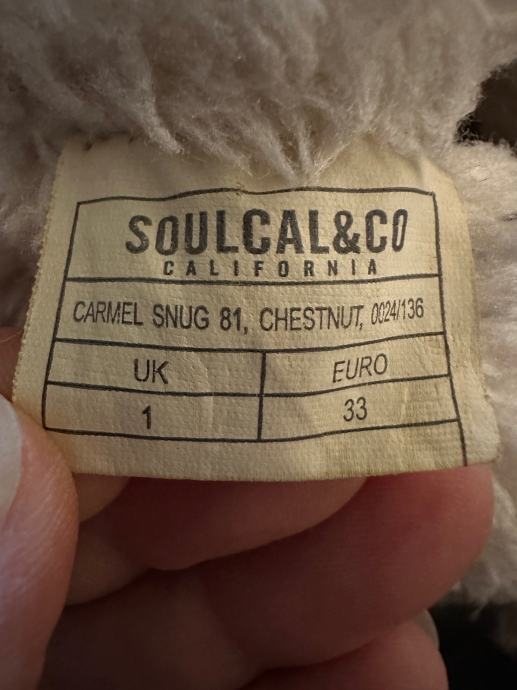 SOULCAL&CO
CALIFORNIA
CARMEL SNUG 81, CHESTNUT, 0024/136
UK EURO
1 33